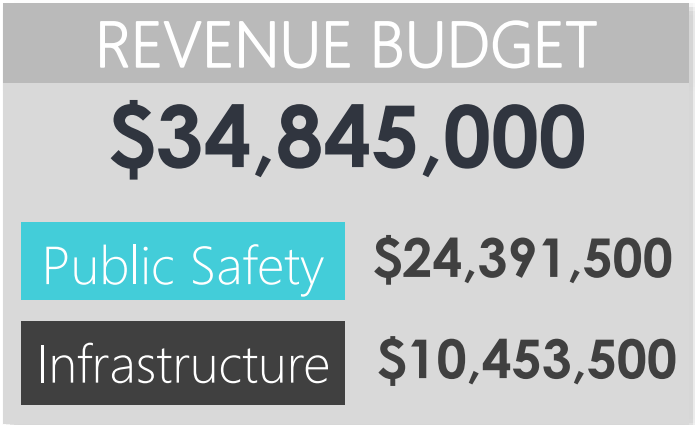 REVENUE BUDGET
$34,845,000
Public Safety $24,391,500
Infrastructure $10,453,500